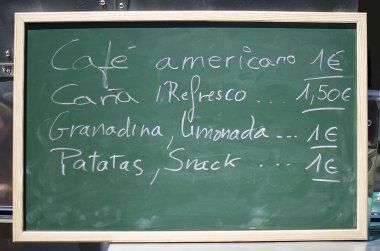 Café americano 1€
Caña /Refresco ... 1,50€
Granadina, limonada ... 1€
Patatas, Snack ... 1€